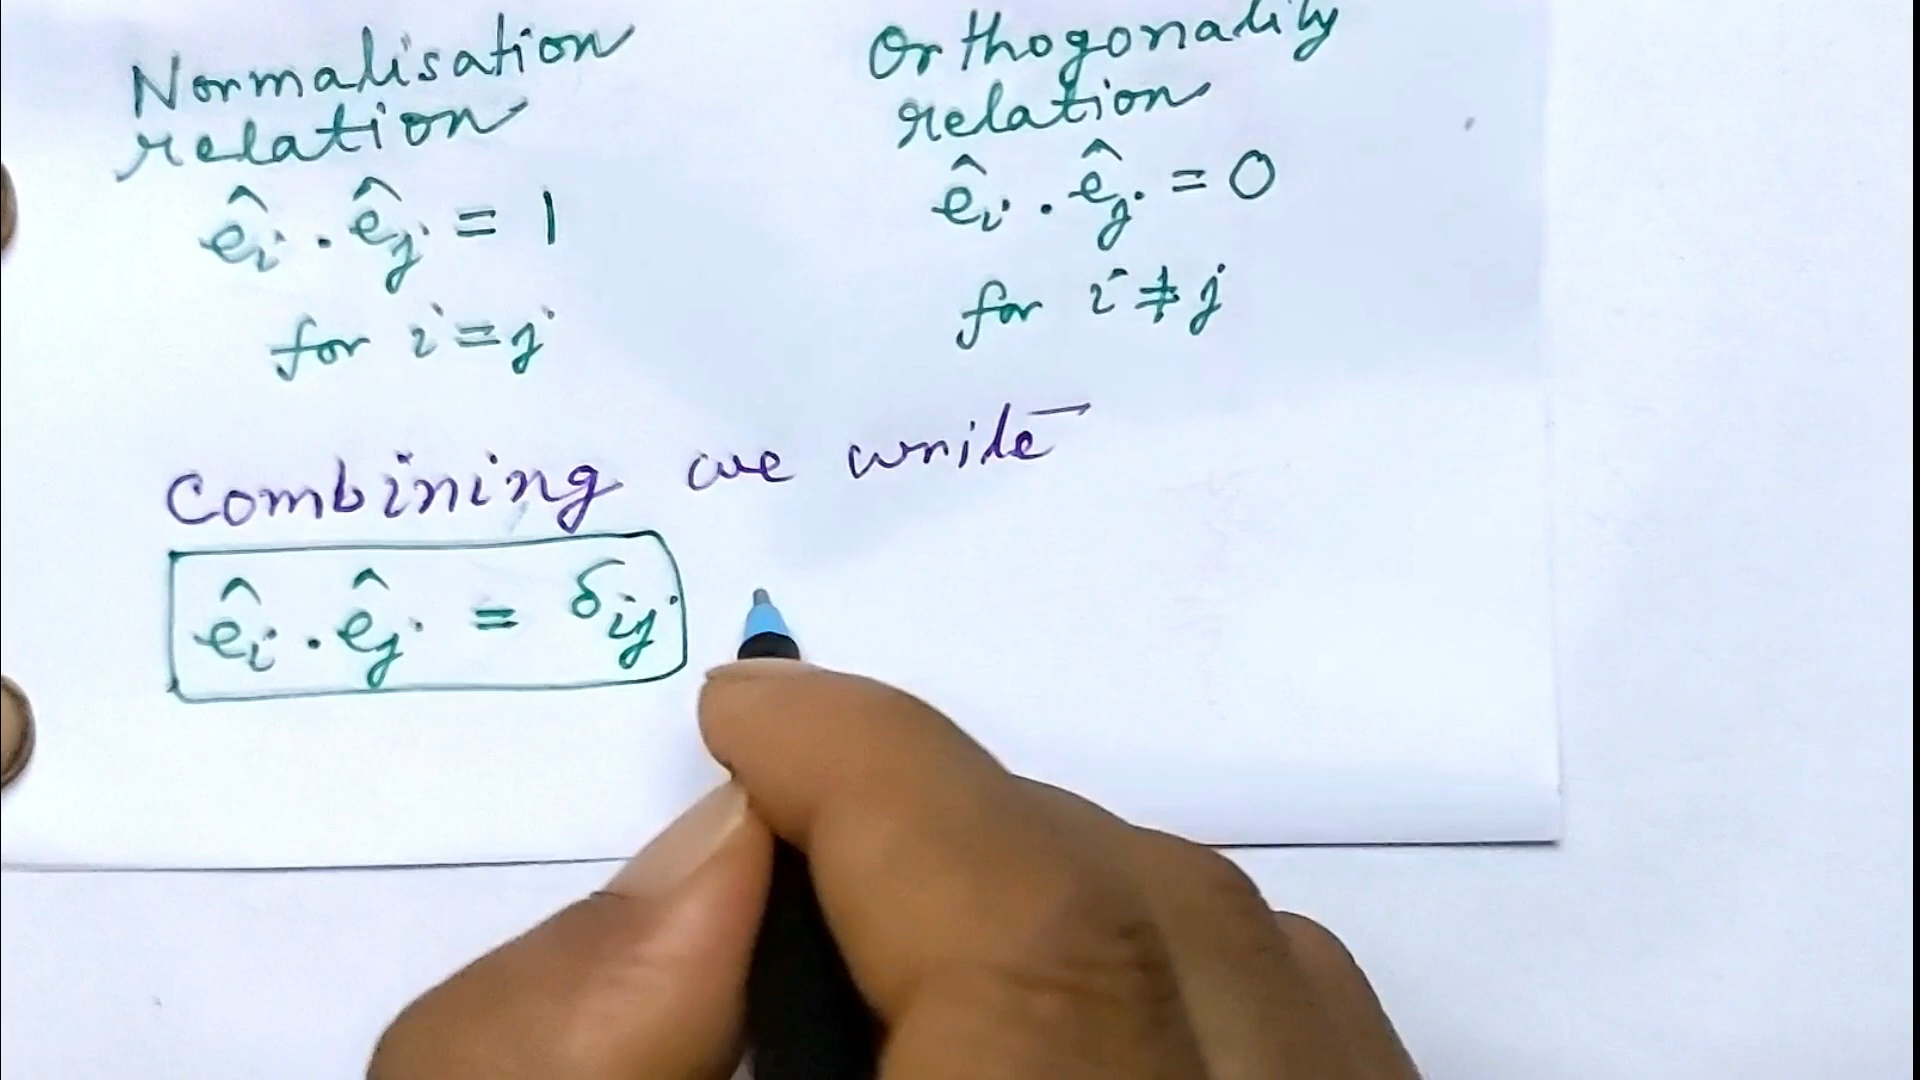 Normalisation
relation
ê_i · ê_j = 1
for i = j
Orthogonality
relation
ê_i · ê_j = 0
for i ≠ j
Combining we write →
ê_i · ê_j = δ_ij